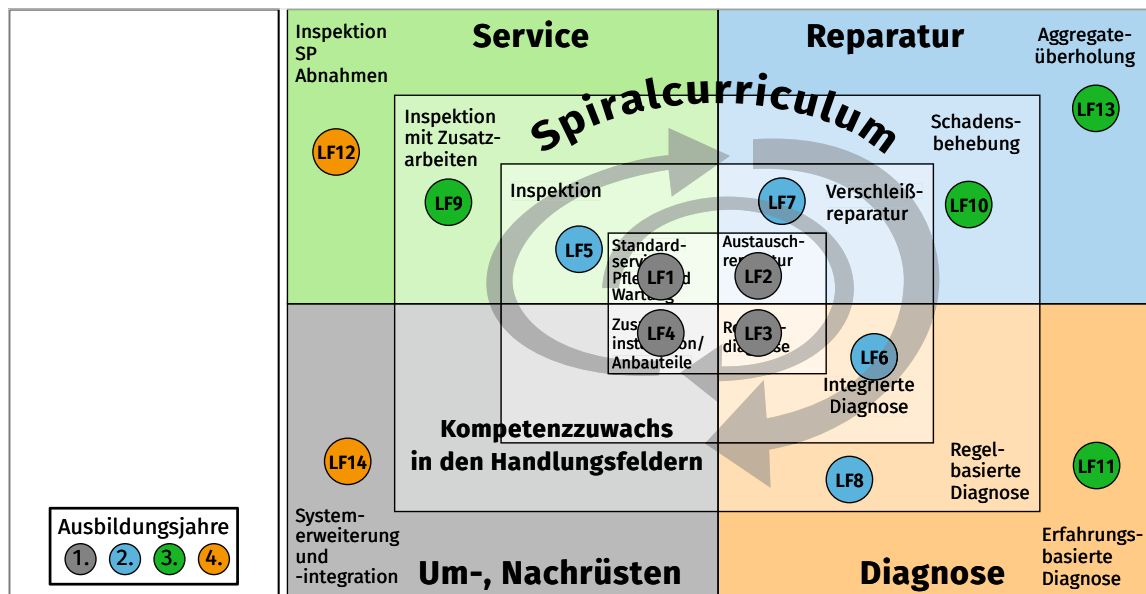 Service
Reparatur
Inspektion
SP
Abnahmen
Aggregate-
überholung
LF13
Spiralcurriculum
Inspektion
mit Zusatz-
arbeiten
Schadens-
behebung
LF12
LF9
LF10
Inspektion
LF7
Verschleiß-
reparatur
LF5
Standard-
LF1
Wartung
Austausch-
LF2
LF4
Anbauteile
LF3
LF6
Integrierte
Diagnose
Kompetenzzuwachs
in den Handlungsfeldern
LF14
LF8
Regel-
basierte
Diagnose
LF11
System-
erweiterung
und
-integration
Um-, Nachrüsten
Diagnose
Erfahrungs-
basierte
Diagnose
Ausbildungsjahre
1. 2. 3. 4.